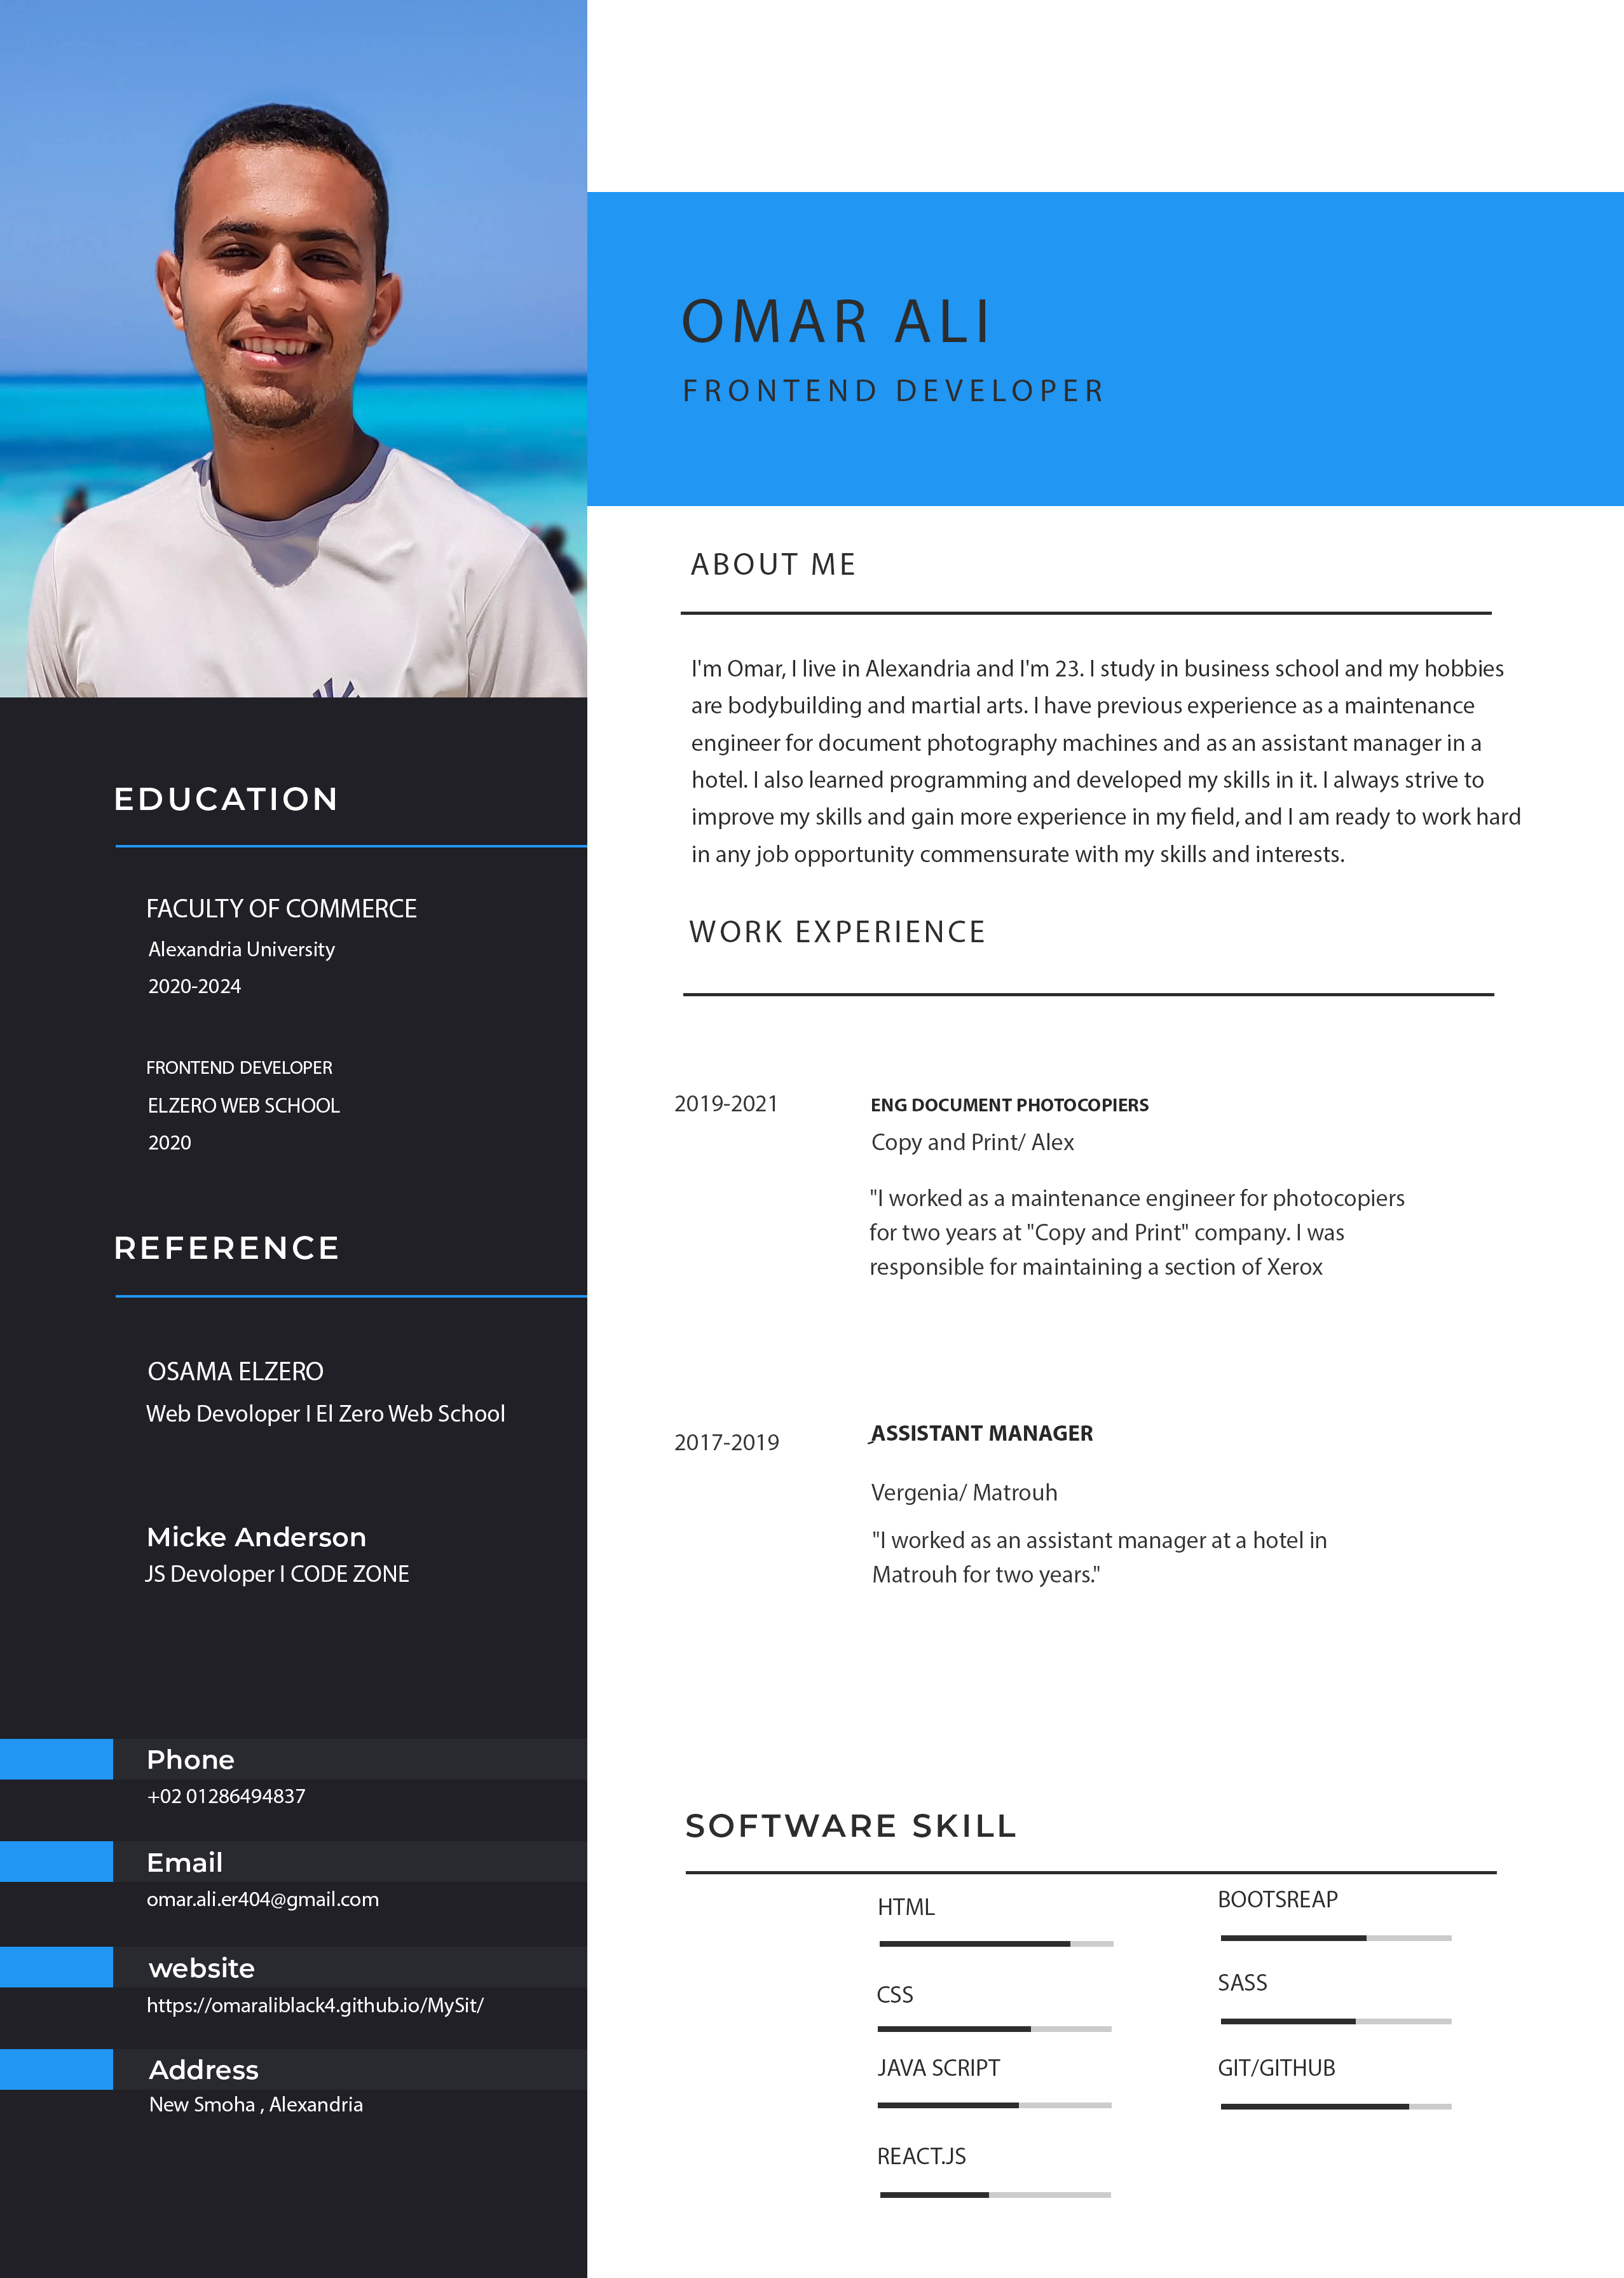 OMAR ALI
FRONTEND DEVELOPER
ABOUT ME
I'm Omar, I live in Alexandria and I'm 23. I study in business school and my hobbies
are bodybuilding and martial arts. I have previous experience as a maintenance
engineer for document photography machines and as an assistant manager in a
hotel. I also learned programming and developed my skills in it. I always strive to
improve my skills and gain more experience in my field, and I am ready to work hard
in any job opportunity commensurate with my skills and interests.
WORK EXPERIENCE
2019-2021
ENG DOCUMENT PHOTOCOPIERS
Copy and Print/ Alex
"I worked as a maintenance engineer for photocopiers
for two years at "Copy and Print" company. I was
responsible for maintaining a section of Xerox
2017-2019
ASSISTANT MANAGER
Vergenia/ Matrouh
"I worked as an assistant manager at a hotel in
Matrouh for two years."
SOFTWARE SKILL
HTML
CSS
JAVA SCRIPT
REACT.JS
BOOTSREAP
SASS
GIT/GITHUB
EDUCATION
FACULTY OF COMMERCE
Alexandria University
2020-2024
FRONTEND DEVELOPER
ELZERO WEB SCHOOL
2020
REFERENCE
OSAMA ELZERO
Web Devoloper I El Zero Web School
Micke Anderson
JS Devoloper I CODE ZONE
Phone
+02 01286494837
Email
omar.ali.er404@gmail.com
website
https://omaraliblack4.github.io/MySit/
Address
New Smoha , Alexandria